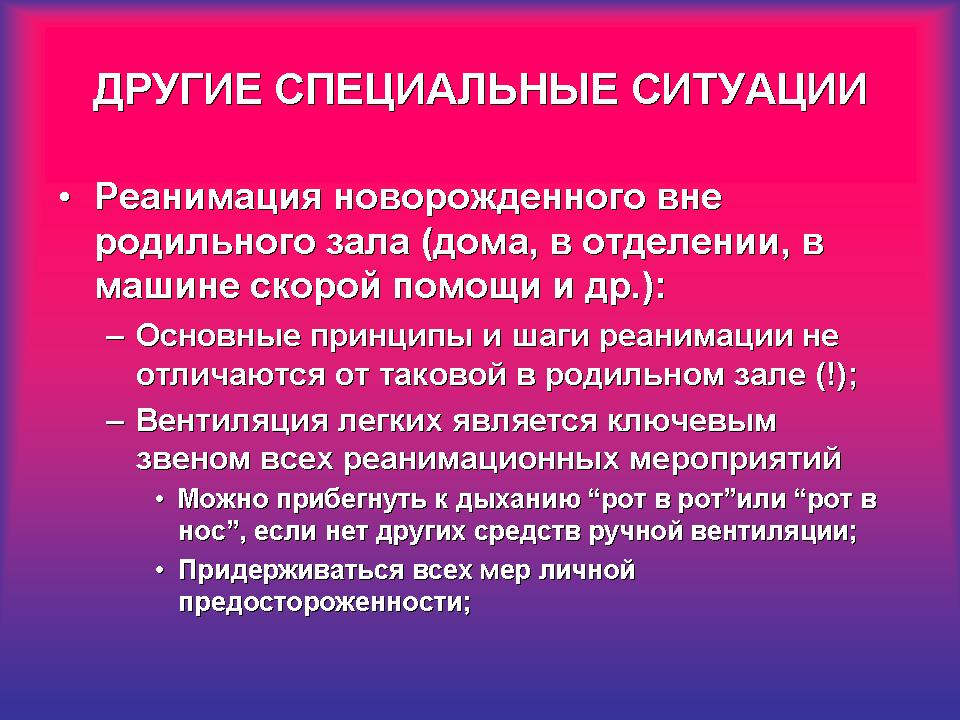 ДРУГИЕ СПЕЦИАЛЬНЫЕ СИТУАЦИИ
• Реанимация новорожденного вне
родильного зала (дома, в отделении, в
машине скорой помощи и др.):
– Основные принципы и шаги реанимации не
отличаются от таковой в родильном зале (!);
– Вентиляция легких является ключевым
звеном всех реанимационных мероприятий
• Можно прибегнуть к дыханию “рот в рот”или “рот в
нос”, если нет других средств ручной вентиляции;
• Придерживаться всех мер личной
предостороженности;